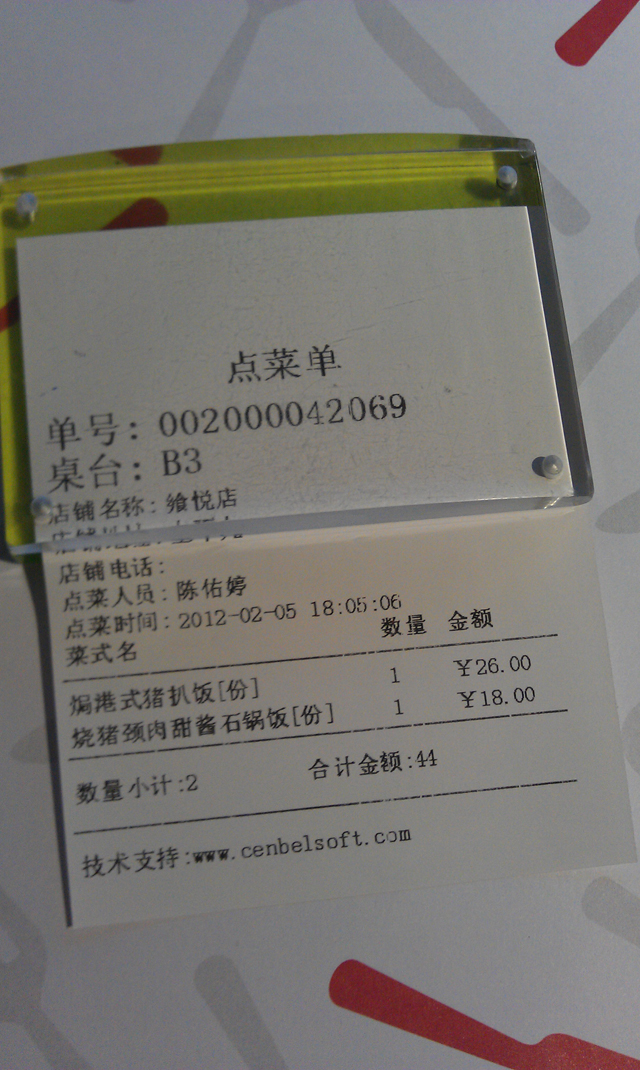 点菜单
单号: 002000042069
桌台: B3
店铺名称: 飨悦店
店铺地址:
店铺电话:
点菜人员: 陈佑婷
点菜时间: 2012-02-05 18:05:06
菜式名 数量 金额
焗港式猪扒饭[份] 1 ￥26.00
烧猪颈肉甜酱石锅饭[份] 1 ￥18.00
数量小计:2 合计金额:44
技术支持:www.cenbelsoft.com